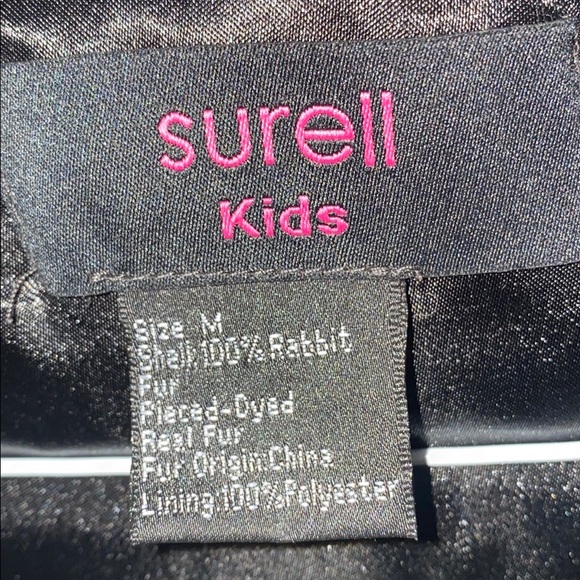 surell
Kids
Size M
Shell:100% Rabbit
Fur
Pieced-Dyed
Real Fur
Fur Origin:China
Lining:100%Polyester